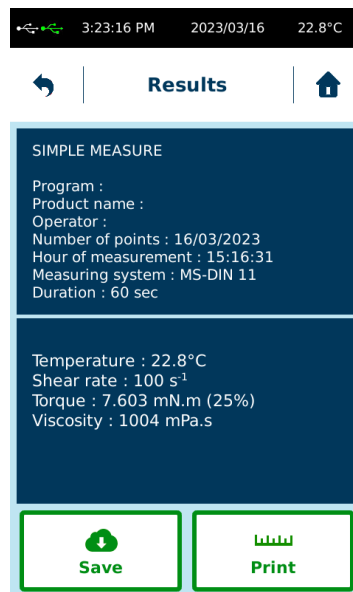 3:23:16 PM 2023/03/16 22.8°C
Results
SIMPLE MEASURE
Program :
Product name :
Operator :
Number of points : 16/03/2023
Hour of measurement : 15:16:31
Measuring system : MS-DIN 11
Duration : 60 sec
Temperature : 22.8°C
Shear rate : 100 s⁻¹
Torque : 7.603 mN.m (25%)
Viscosity : 1004 mPa.s
Save Print